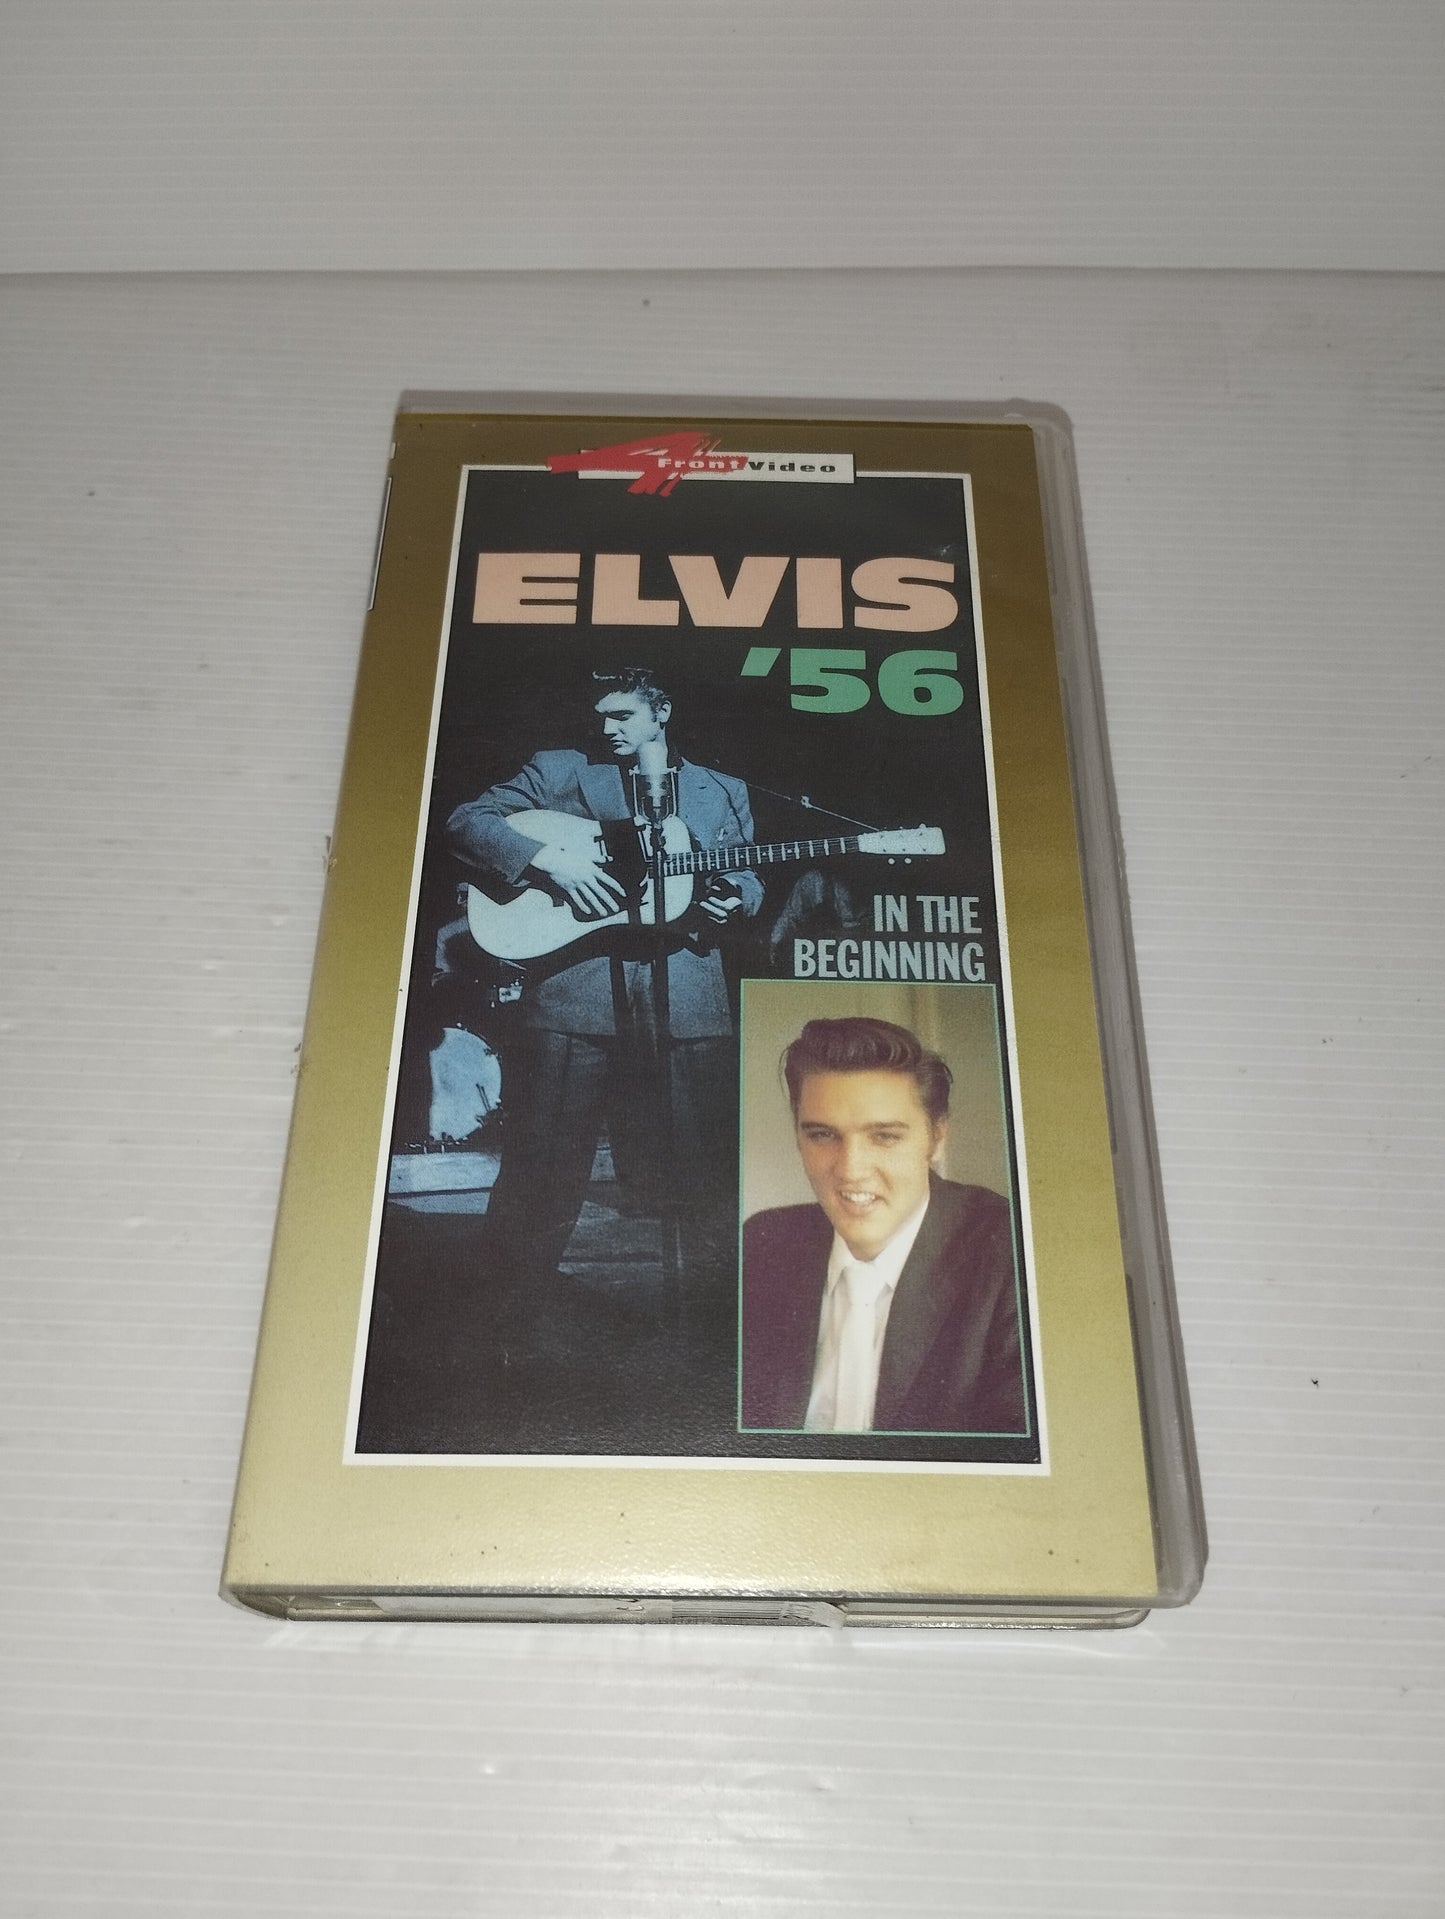 4 Front Video
ELVIS
'56
IN THE
BEGINNING